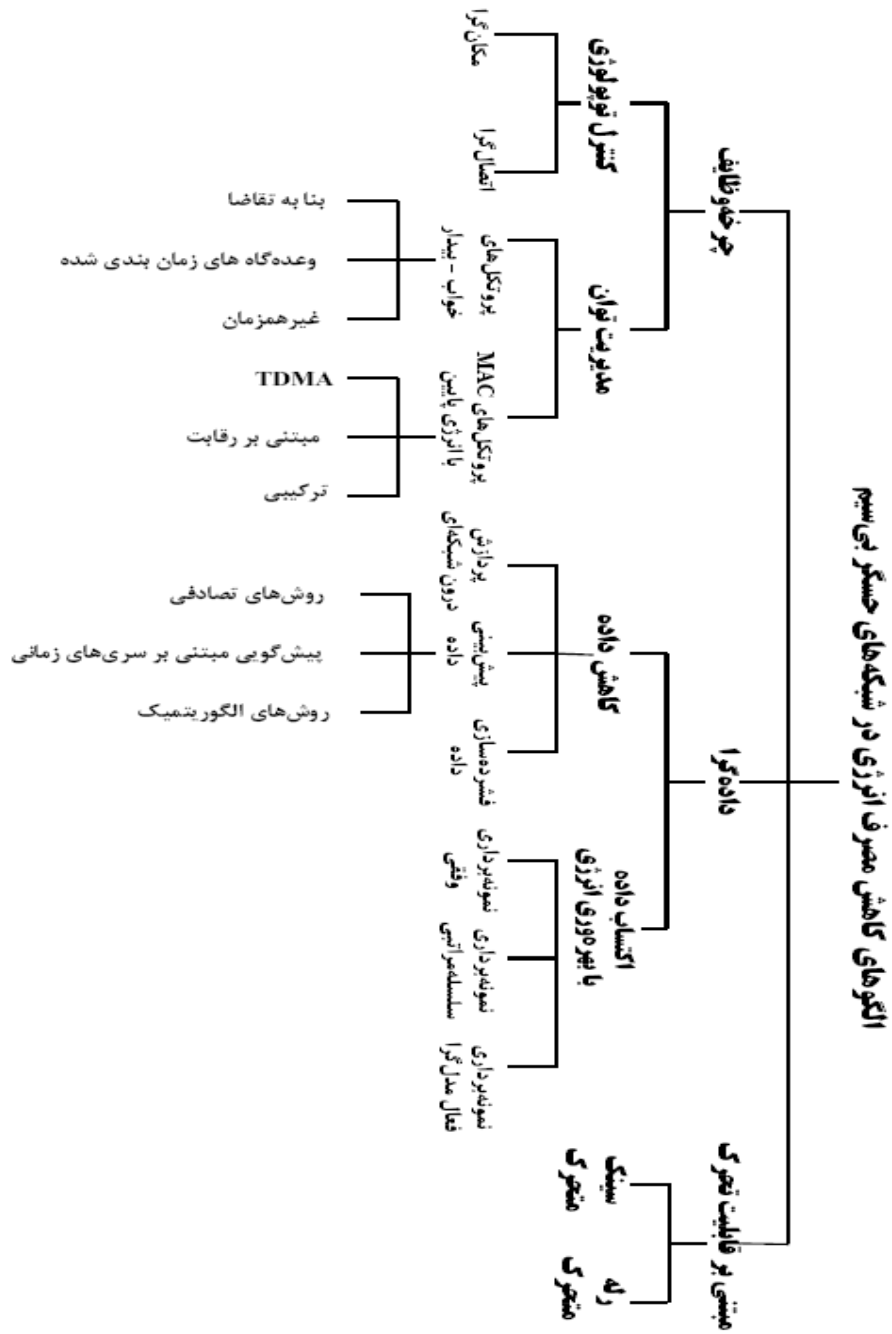 الگوهای کاهش مصرف انرژی در شبکه‌های حسگر بی‌سیم
چرخه‌وظایف
داده‌گرا
مبتنی بر قابلیت تحرک
کنترل توپولوژی
مدیریت توان
کاهش داده
اکتساب داده
با بهره‌وری انرژی
سینک
متحرک
رله
متحرک
مکان‌گرا
اتصال‌گرا
پروتکل‌های
خواب - بیدار
پروتکل‌های MAC
با انرژی پایین
پردازش
درون شبکه‌ای
پیش‌بینی
داده
فشرده‌سازی
داده
نمونه‌برداری
وفقی
نمونه‌برداری
سلسله‌مراتبی
نمونه‌برداری
فعال مدل‌گرا
بنا به تقاضا
وعده‌گاه های زمان بندی شده
غیرهمزمان
TDMA
مبتنی بر رقابت
ترکیبی
روش‌های تصادفی
پیش‌گویی مبتنی بر سری‌های زمانی
روش‌های الگوریتمیک